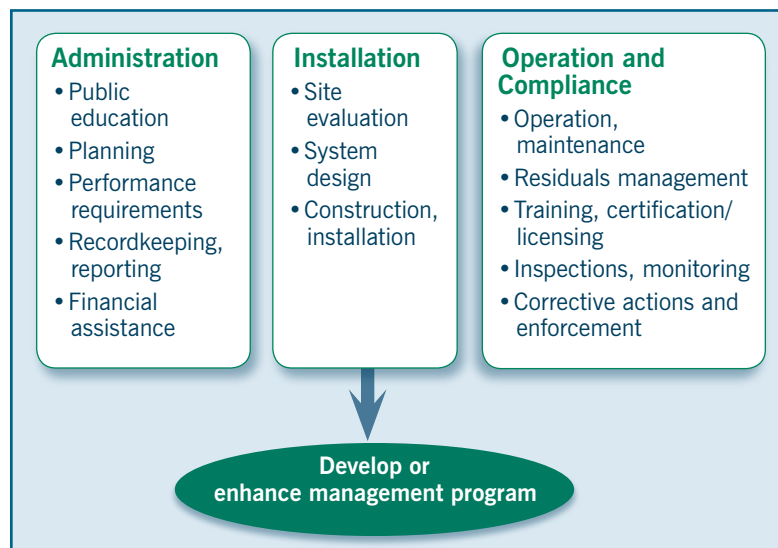 Administration
• Public
education
• Planning
• Performance
requirements
• Recordkeeping,
reporting
• Financial
assistance
Installation
• Site
evaluation
• System
design
• Construction,
installation
Operation and
Compliance
• Operation,
maintenance
• Residuals management
• Training, certification/
licensing
• Inspections, monitoring
• Corrective actions and
enforcement
Develop or
enhance management program